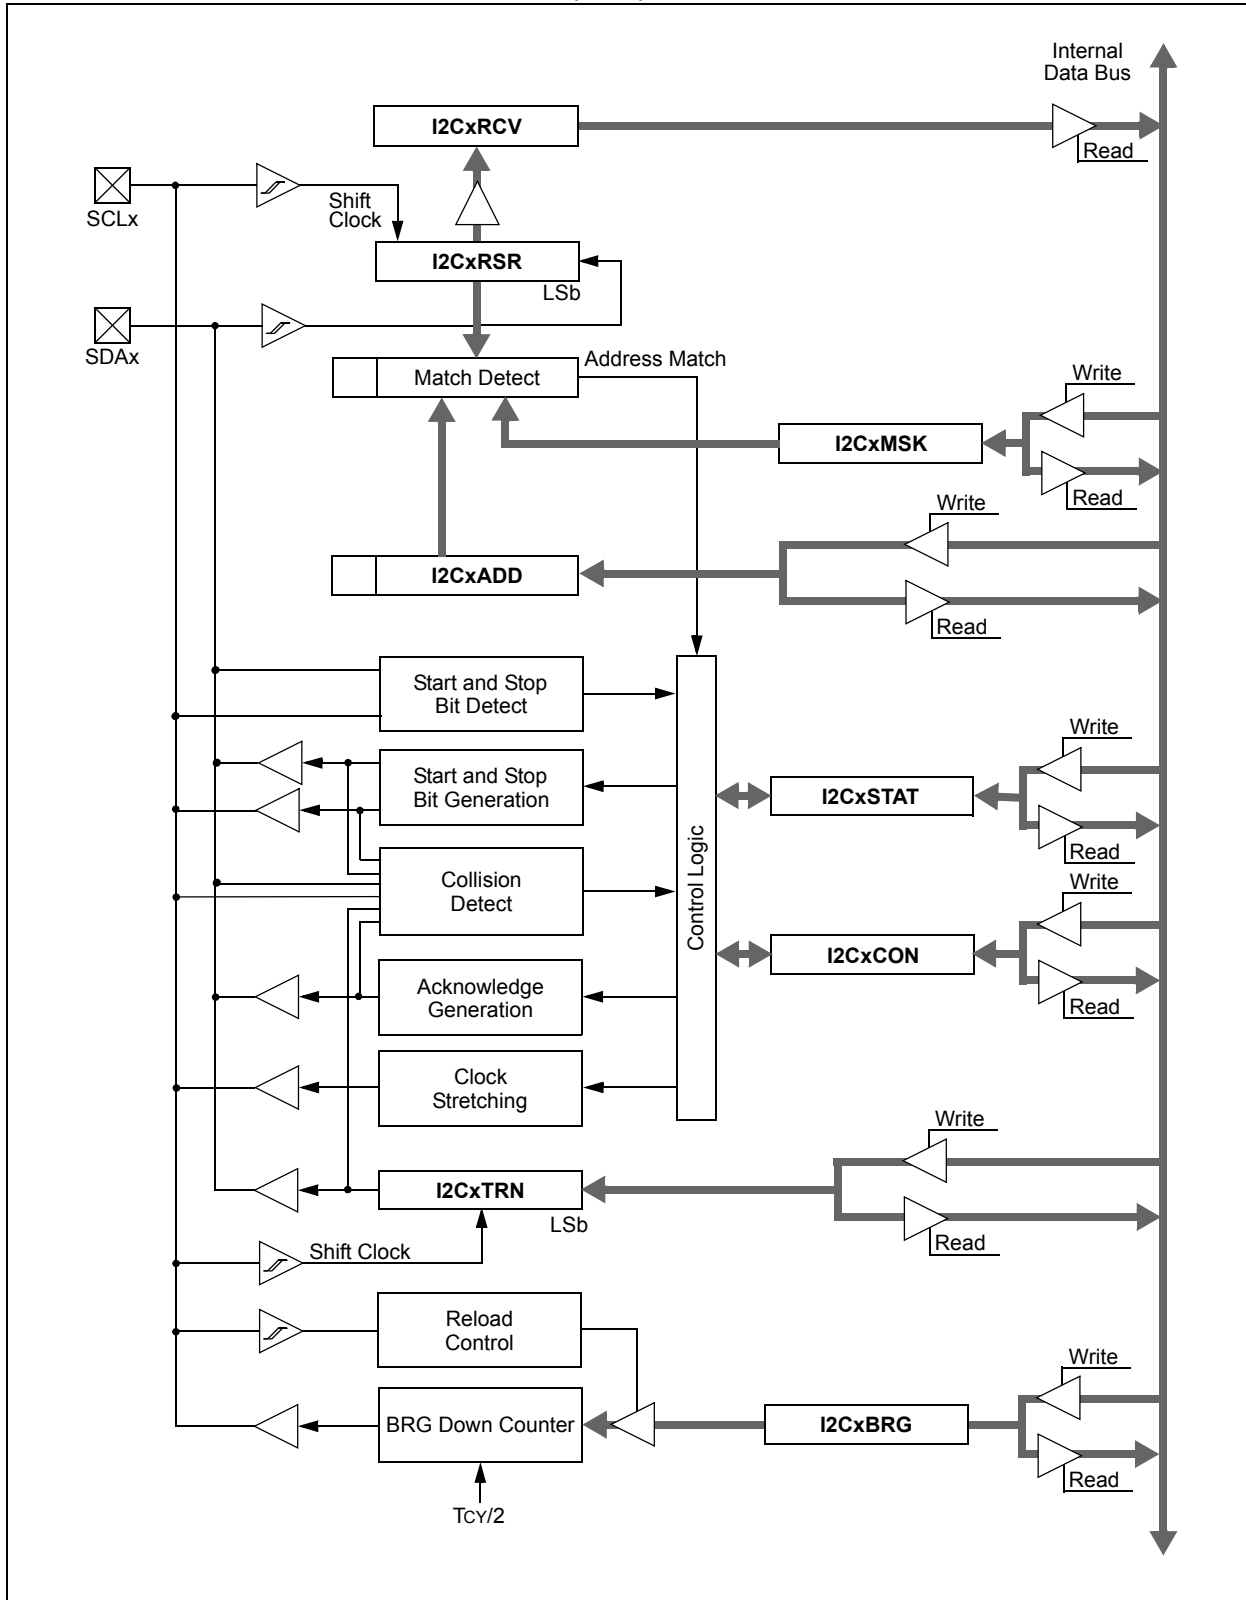 Internal
Data Bus
I2CxRCV
Read
SCLx
Shift
Clock
I2CxRSR
LSb
SDAx
Address Match
Match Detect
Write
I2CxMSK
Read
Write
I2CxADD
Read
Start and Stop
Bit Detect
Write
Start and Stop
Bit Generation
I2CxSTAT
Control Logic
Read
Collision
Detect
Write
I2CxCON
Acknowledge
Generation
Read
Clock
Stretching
Write
I2CxTRN
LSb
Read
Shift Clock
Reload
Control
Write
BRG Down Counter
I2CxBRG
Read
TCY/2